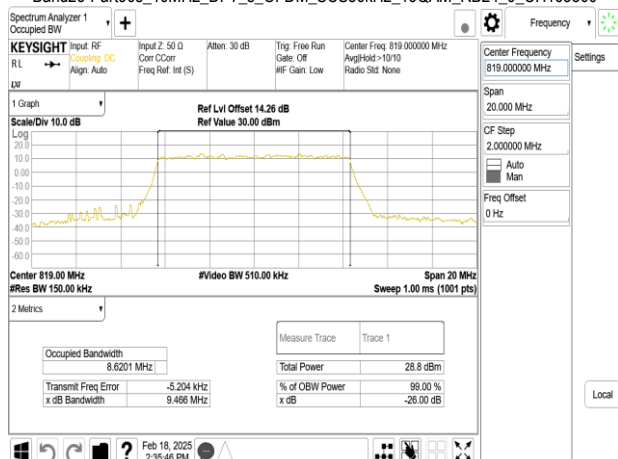 Spectrum Analyzer 1
Occupied BW
Frequency
KEYSIGHT
Input: RF
Coupling: DC
Align: Auto
RL
Input Z: 50 Ω
Corr CCorr
Freq Ref: Int (S)
Atten: 30 dB
Trig: Free Run
Gate: Off
#IF Gain: Low
Center Freq: 819.000000 MHz
Avg|Hold:>10/10
Radio Std: None
Center Frequency
819.000000 MHz
Settings
Span
20.000 MHz
CF Step
2.000000 MHz
Auto
Man
Freq Offset
0 Hz
1 Graph
Scale/Div 10.0 dB
Ref Lvl Offset 14.26 dB
Ref Value 30.00 dBm
Log
20.0
10.0
0.00
-10.0
-20.0
-30.0
-40.0
-50.0
-60.0
Center 819.00 MHz
#Video BW 510.00 kHz
Span 20 MHz
#Res BW 150.00 kHz
Sweep 1.00 ms (1001 pts)
2 Metrics
Measure Trace
Trace 1
Occupied Bandwidth
8.6201 MHz
Total Power
28.8 dBm
Transmit Freq Error
-5.204 kHz
% of OBW Power
99.00 %
x dB Bandwidth
9.466 MHz
x dB
-26.00 dB
Local
?
Feb 18, 2025
2:35:46 PM